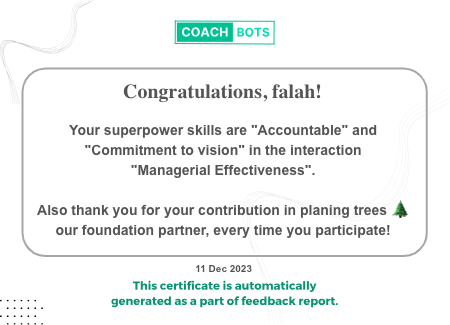 COACH BOTS
Congratulations, falah!
Your superpower skills are "Accountable" and
"Commitment to vision" in the interaction
"Managerial Effectiveness".
Also thank you for your contribution in planing trees 🌲
our foundation partner, every time you participate!
11 Dec 2023
This certificate is automatically
generated as a part of feedback report.